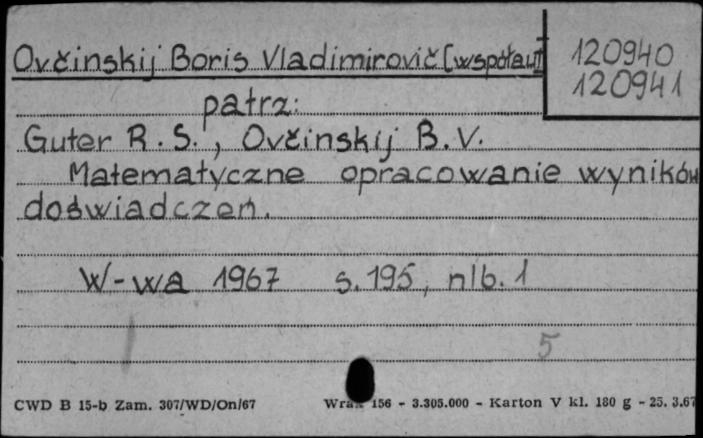 Ovčinskij Boris Vladimirovič [współaut]
120940
120941
patrz:
Guter R. S., Ovčinskij B. V.
Matematyczne opracowanie wyników
doświadczeń.
W-wa 1967 s. 195, nlb. 1
5
CWD B 15-b Zam. 307/WD/On/67 156 - 3.305.000 - Karton V kl. 180 g - 25. 3.67